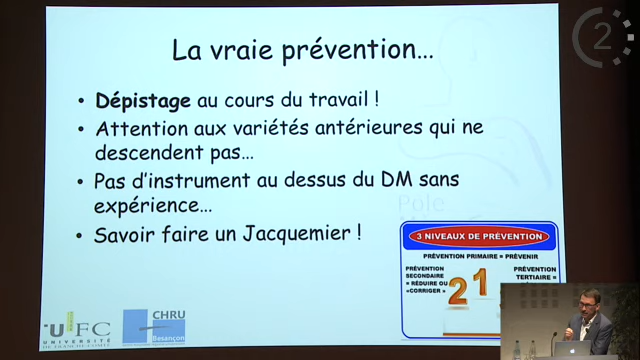 La vraie prévention…
• Dépistage au cours du travail !
• Attention aux variétés antérieures qui ne
descendent pas…
• Pas d'instrument au dessus du DM sans
expérience…
• Savoir faire un Jacquemier !
Pole
3 NIVEAUX DE PRÉVENTION
PRÉVENTION PRIMAIRE = PRÉVENIR
PRÉVENTION
SECONDAIRE
= RÉDUIRE OU
«CORRIGER »
PRÉVENTION
TERTIAIRE =
2 1
UFC
UNIVERSITÉ
DE FRANCHE-COMTÉ
CHRU
Besançon
2